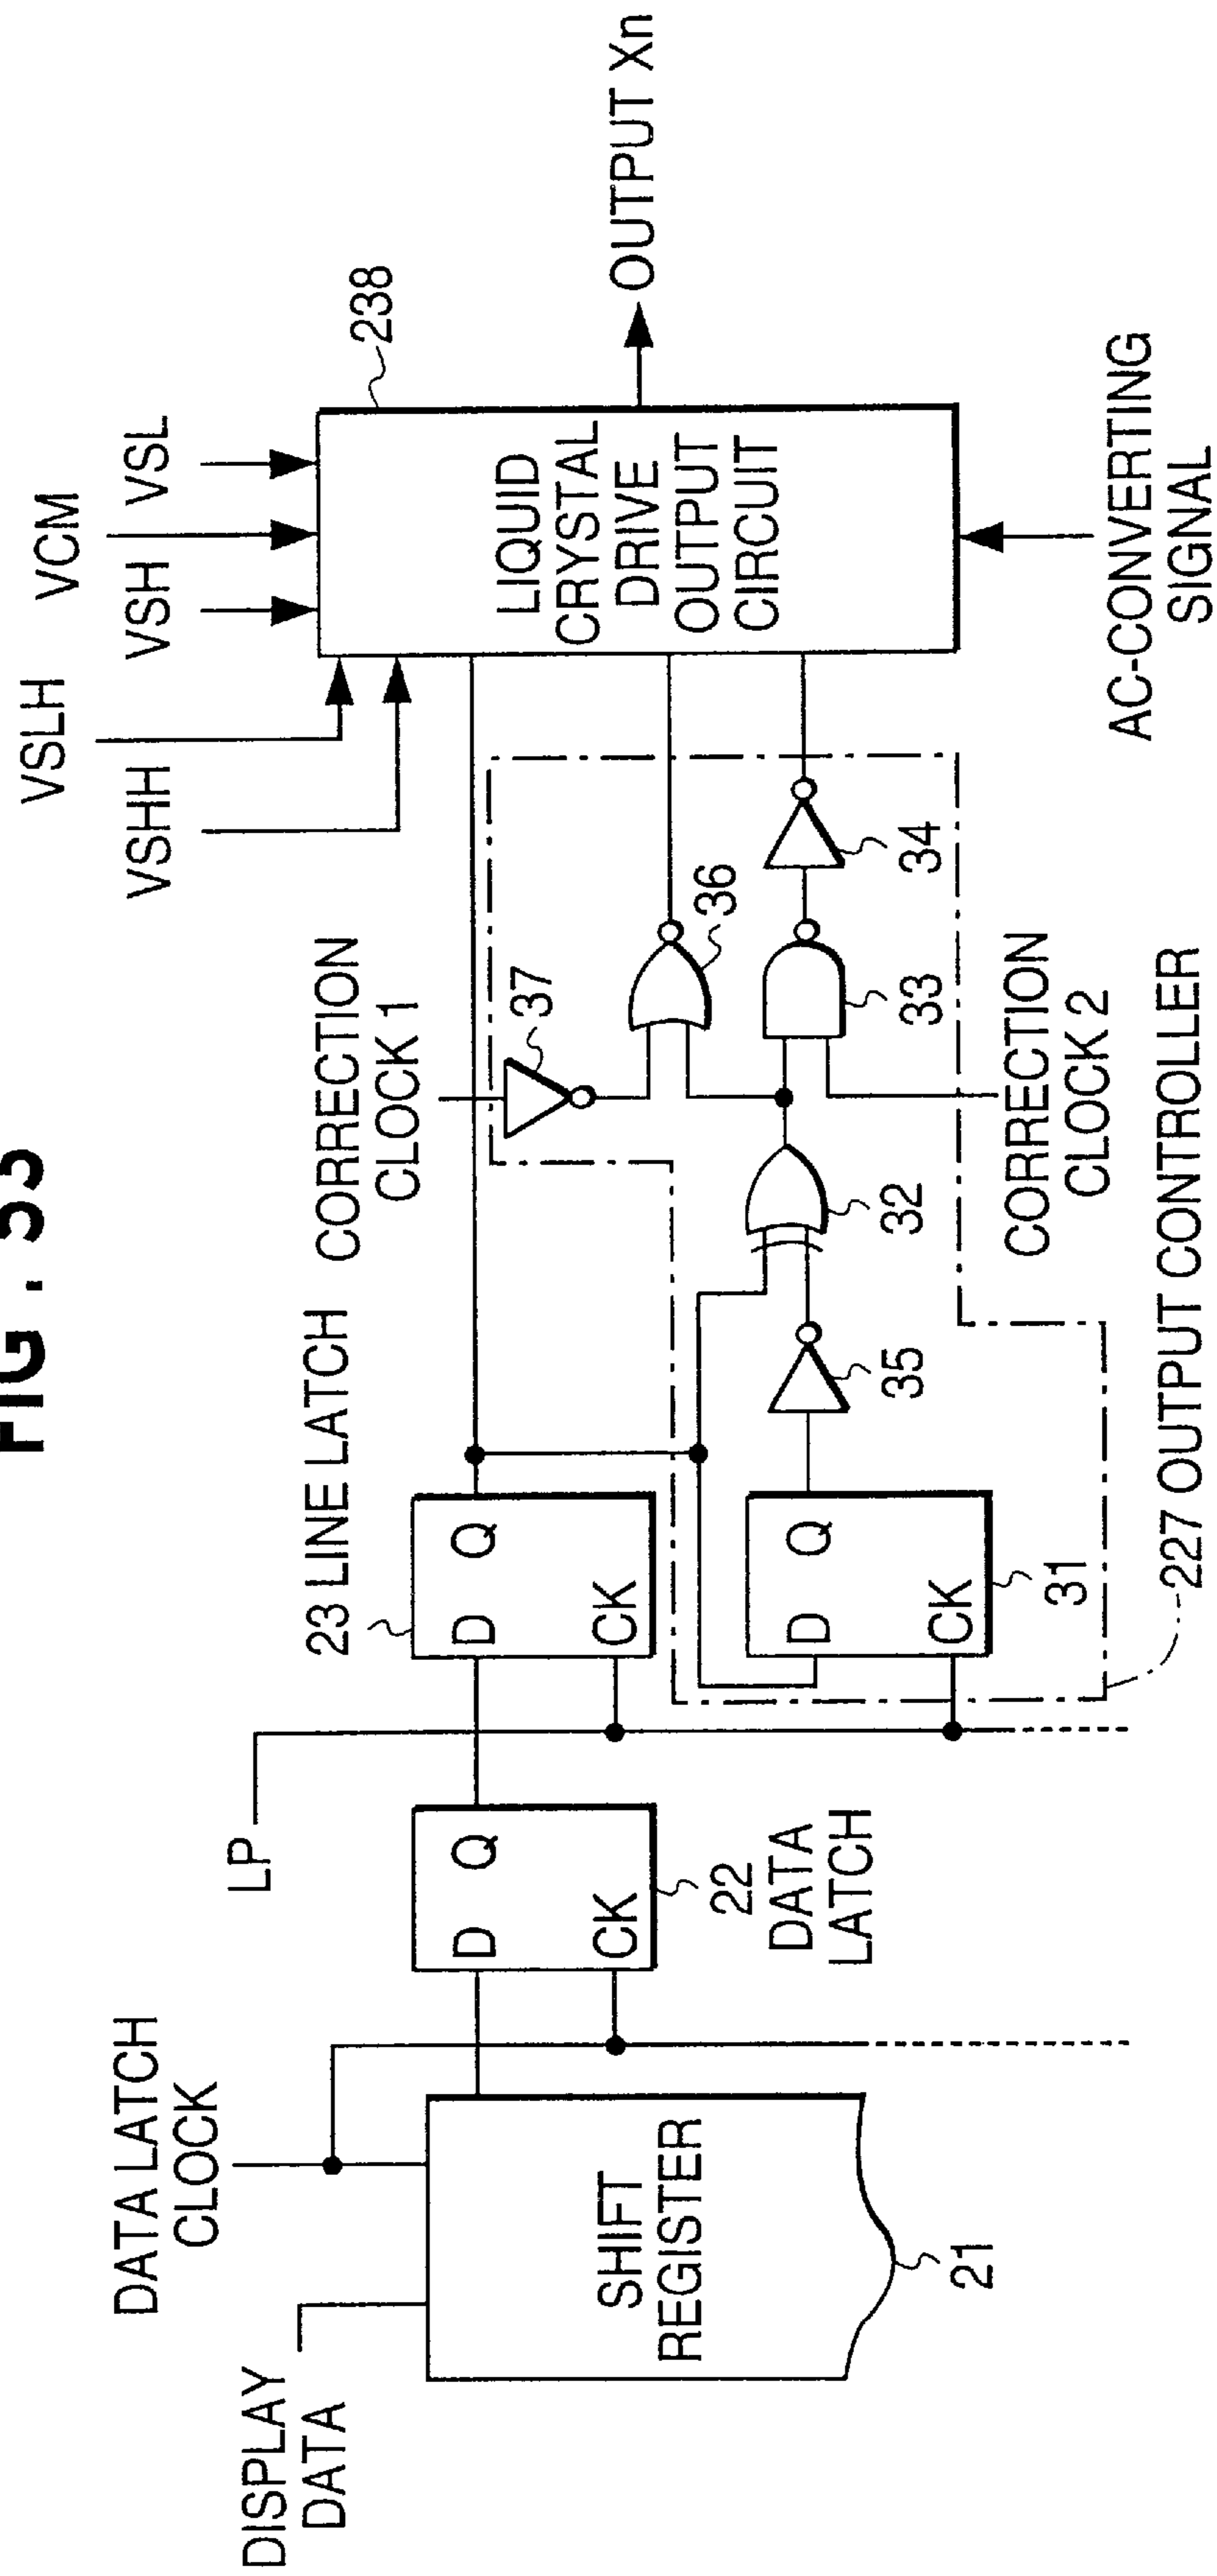 FIG. 35
VSLH
VSHH
VSH
VCM
VSL
238
LIQUID
CRYSTAL
DRIVE
OUTPUT
CIRCUIT
OUTPUT Xn
AC-CONVERTING
SIGNAL
CORRECTION
CLOCK 1
37
36
34
33
32
35
CORRECTION
CLOCK 2
23 LINE LATCH
D
Q
CK
D
Q
CK
31
227 OUTPUT CONTROLLER
LP
D
Q
CK
22
DATA
LATCH
DATA LATCH
CLOCK
DISPLAY
DATA
SHIFT
REGISTER
21